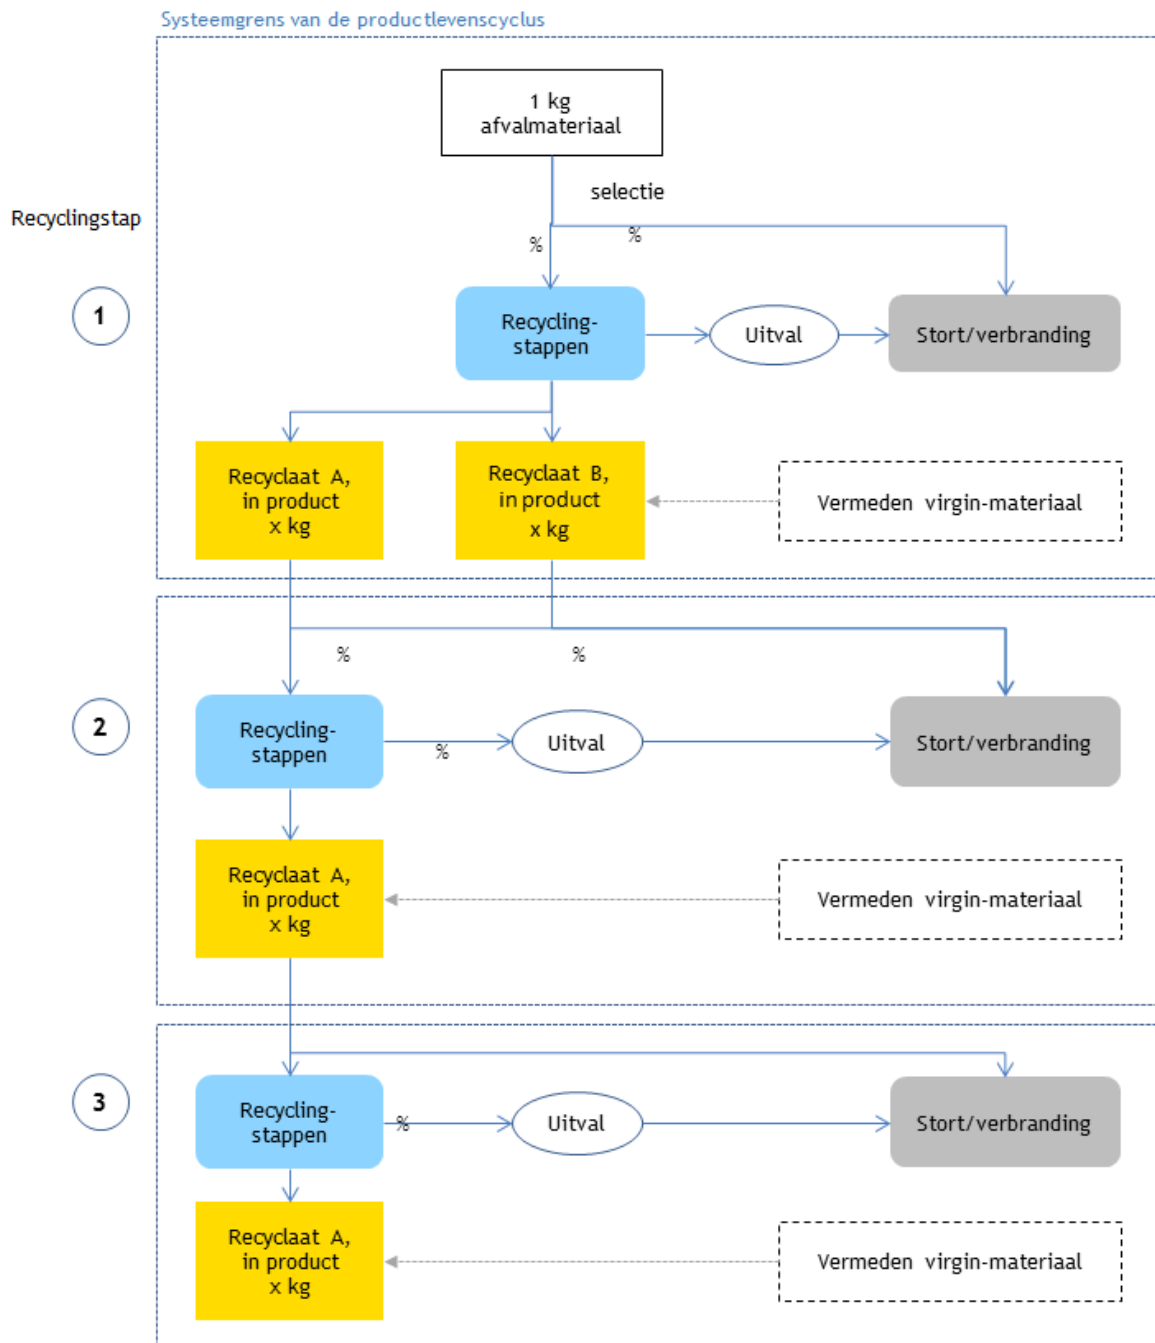 Systeemgrens van de productlevenscyclus
1 kg
afvalmateriaal
selectie
Recyclingstap
%
%
1
Recycling-
stappen
Uitval
Stort/verbranding
Recyclaat A,
in product
x kg
Recyclaat B,
in product
x kg
Vermeden virgin-materiaal
%
%
2
Recycling-
stappen
%
Uitval
Stort/verbranding
Recyclaat A,
in product
x kg
Vermeden virgin-materiaal
3
Recycling-
stappen
%
Uitval
Stort/verbranding
Recyclaat A,
in product
x kg
Vermeden virgin-materiaal